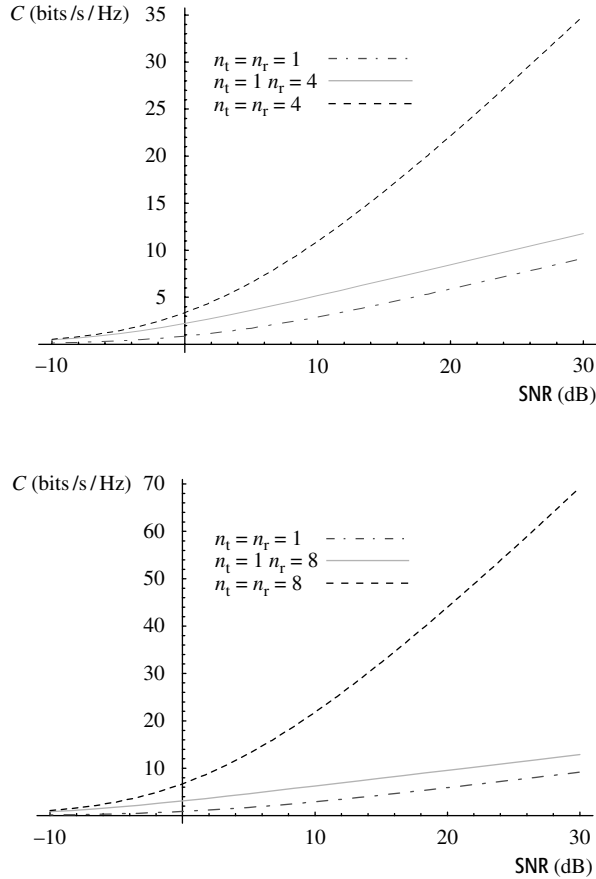 C (bits/s/Hz)
35
30
25
20
15
10
5
n_t = n_r = 1
n_t = 1 n_r = 4
n_t = n_r = 4
−10
10
20
30
SNR (dB)
C (bits/s/Hz)
70
60
50
40
30
20
10
n_t = n_r = 1
n_t = 1 n_r = 8
n_t = n_r = 8
−10
10
20
30
SNR (dB)